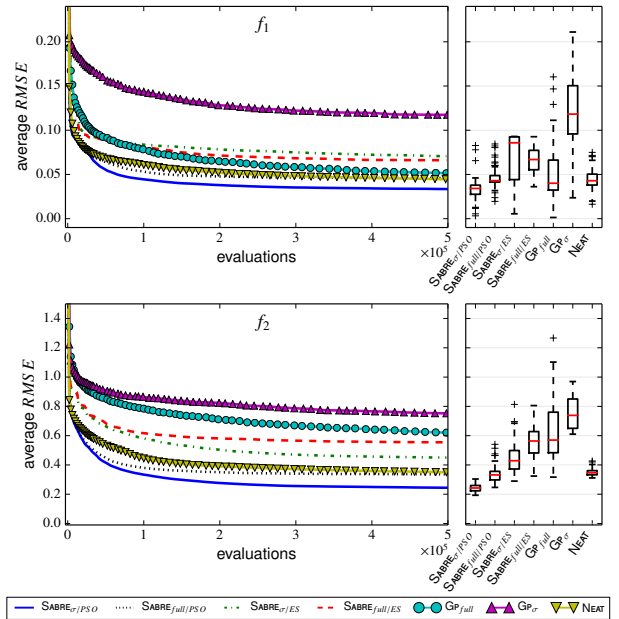 f1
average RMSE
0.20
0.15
0.10
0.05
0.00
0 1 2 3 4 5
×10⁵
evaluations
SABREσ/PSO
SABREfull/PSO
SABREσ/ES
SABREfull/ES
GPfull
GPσ
NEAT
f2
average RMSE
1.4
1.2
1.0
0.8
0.6
0.4
0.2
0.0
0 1 2 3 4 5
×10⁵
evaluations
SABREσ/PSO
SABREfull/PSO
SABREσ/ES
SABREfull/ES
GPfull
GPσ
NEAT
SABREσ/PSO SABREfull/PSO SABREσ/ES SABREfull/ES GPfull GPσ NEAT